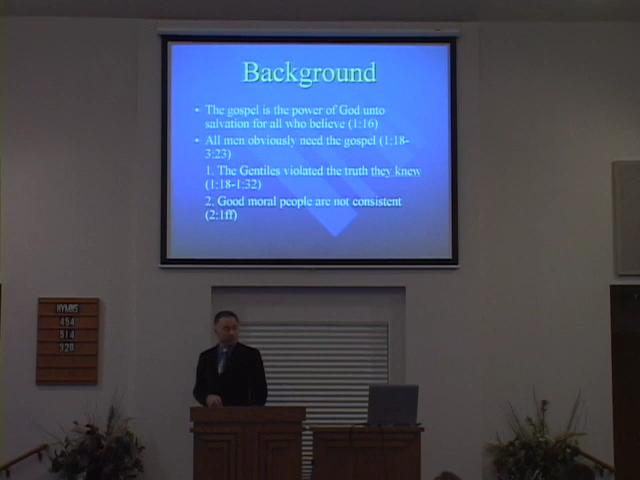 Background
• The gospel is the power of God unto
salvation for all who believe (1:16)
• All men obviously need the gospel (1:18-
3:23)
1. The Gentiles violated the truth they knew
(1:18-1:32)
2. Good moral people are not consistent
(2:1ff)
HYMNS
454
514
328